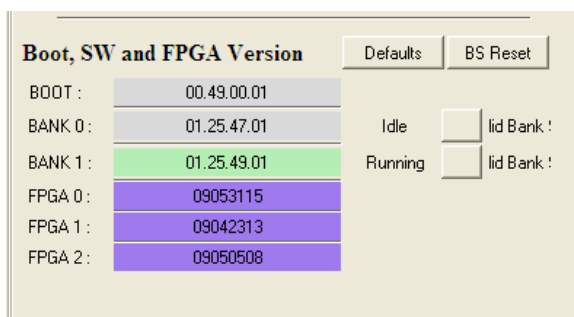 Boot, SW and FPGA Version Defaults BS Reset
BOOT : 00.49.00.01
BANK 0 : 01.25.47.01 Idle lid Bank
BANK 1 : 01.25.49.01 Running lid Bank
FPGA 0 : 09053115
FPGA 1 : 09042313
FPGA 2 : 09050508